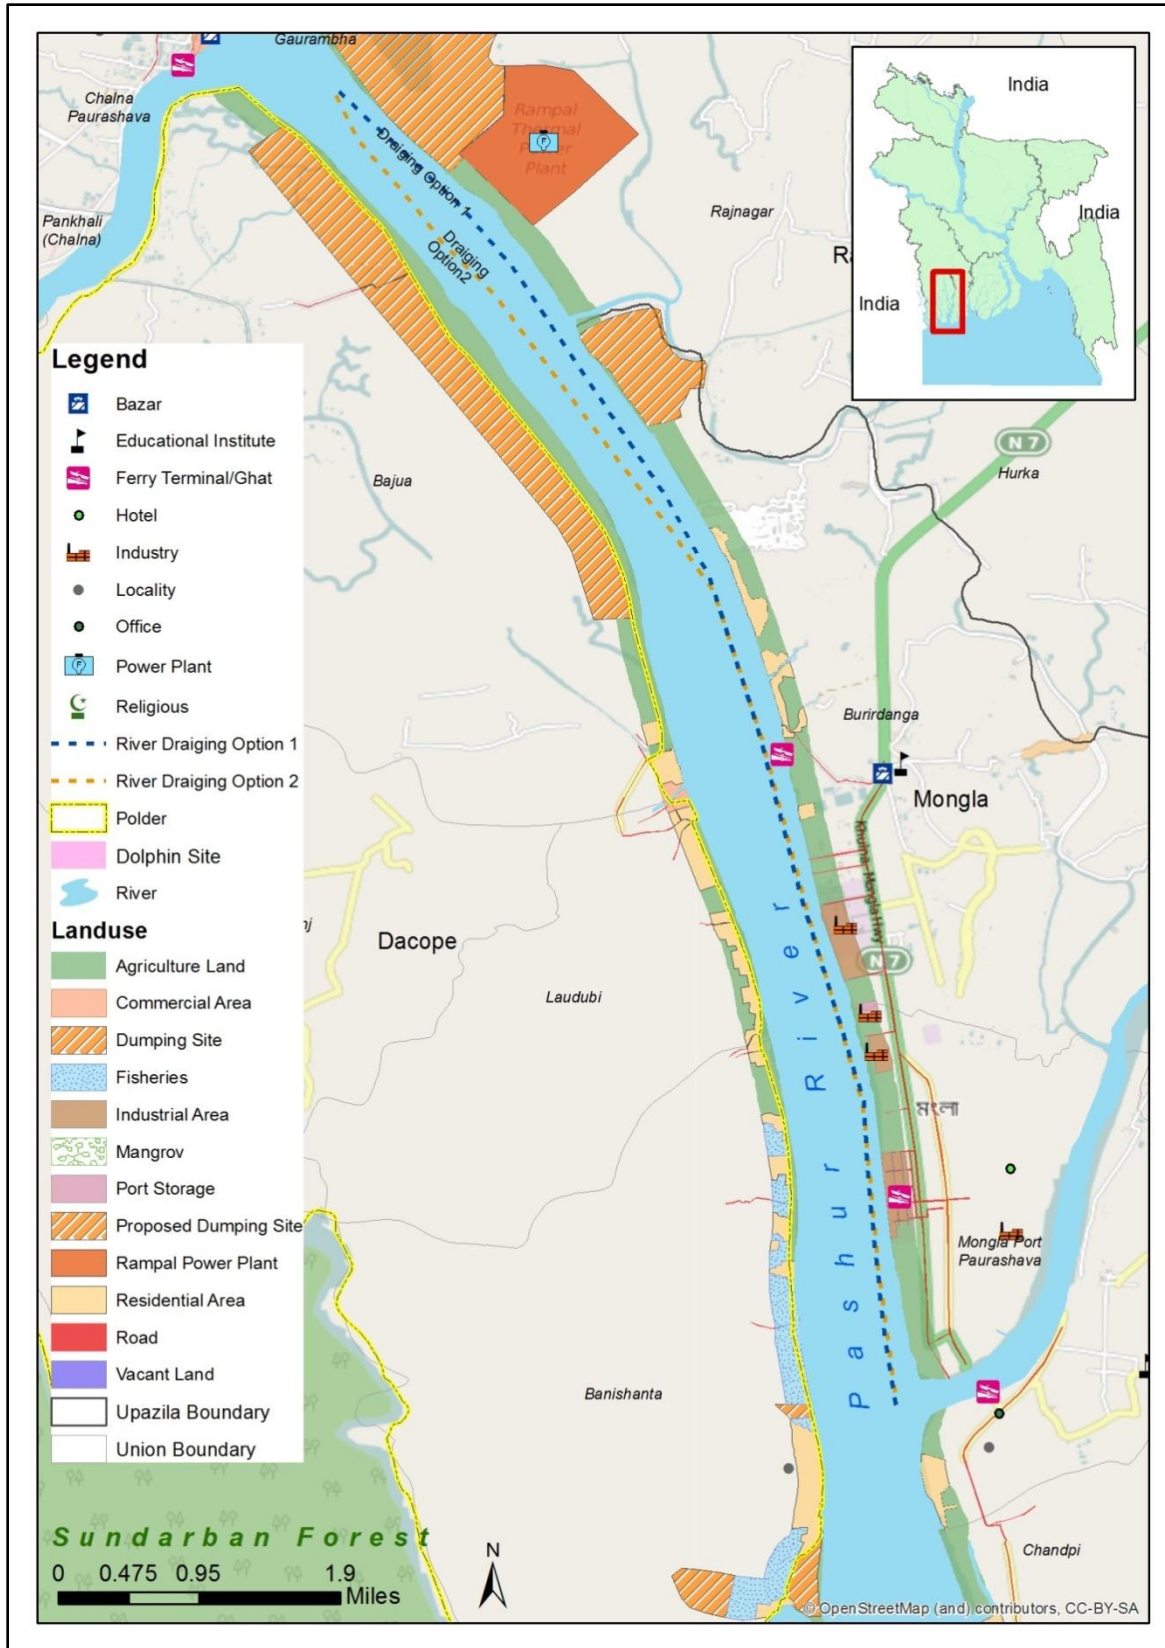 Gaurambha
Chalna
Paurashava
Pankhali
(Chalna)
Rampal
Thermal
Power
Plant
Draiging Option 1
Draiging
Option2
Rajnagar
Ra
India
India
India
Legend
Bazar
Educational Institute
Ferry Terminal/Ghat
Hotel
Industry
Locality
Office
Power Plant
Religious
River Draiging Option 1
River Draiging Option 2
Polder
Dolphin Site
River
Landuse
Agriculture Land
Commercial Area
Dumping Site
Fisheries
Industrial Area
Mangrov
Port Storage
Proposed Dumping Site
Rampal Power Plant
Residential Area
Road
Vacant Land
Upazila Boundary
Union Boundary
Bajua
N 7
Hurka
Burirdanga
Mongla
Khulna-Mongla Hwy
N 7
Dacope
Laudubi
Pashur River
মংলা
Mongla Port
Paurashava
Banishanta
Chandpi
Sundarban Forest
0 0.475 0.95 1.9
Miles
N
© OpenStreetMap (and) contributors, CC-BY-SA